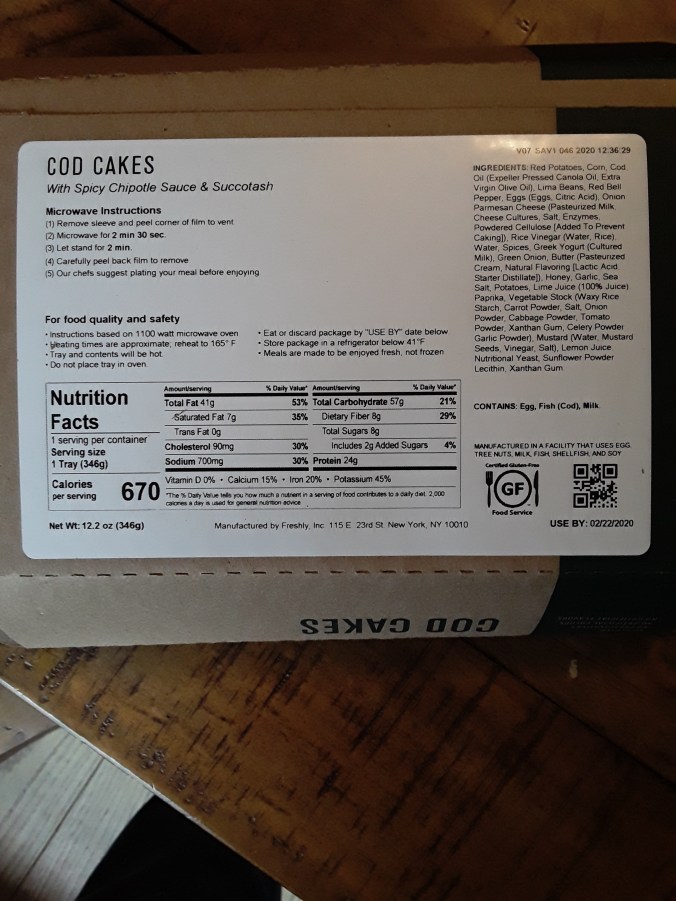 V07 SAV1 046 2020 12:36:29
COD CAKES
With Spicy Chipotle Sauce & Succotash
Microwave Instructions
(1) Remove sleeve and peel corner of film to vent
(2) Microwave for 2 min 30 sec.
(3) Let stand for 2 min.
(4) Carefully peel back film to remove
(5) Our chefs suggest plating your meal before enjoying
For food quality and safety
• Instructions based on 1100 watt microwave oven
• Heating times are approximate; reheat to 165° F
• Tray and contents will be hot
• Do not place tray in oven
• Eat or discard package by "USE BY" date below
• Store package in a refrigerator below 41°F
• Meals are made to be enjoyed fresh, not frozen
INGREDIENTS: Red Potatoes, Corn, Cod
Oil (Expeller Pressed Canola Oil, Extra
Virgin Olive Oil), Lima Beans, Red Bell
Pepper, Eggs (Eggs, Citric Acid), Onion
Parmesan Cheese (Pasteurized Milk
Cheese Cultures, Salt, Enzymes,
Powdered Cellulose [Added To Prevent
Caking]), Rice Vinegar (Water, Rice),
Water, Spices, Greek Yogurt (Cultured
Milk), Green Onion, Butter (Pasteurized
Cream, Natural Flavoring [Lactic Acid
Starter Distillate]), Honey, Garlic, Sea
Salt, Potatoes, Lime Juice (100% Juice)
Paprika, Vegetable Stock (Waxy Rice
Starch, Carrot Powder, Salt, Onion
Powder, Cabbage Powder, Tomato
Powder, Xanthan Gum, Celery Powder
Garlic Powder), Mustard (Water, Mustard
Seeds, Vinegar, Salt), Lemon Juice
Nutritional Yeast, Sunflower Powder
Lecithin, Xanthan Gum
CONTAINS: Egg, Fish (Cod), Milk
MANUFACTURED IN A FACILITY THAT USES EGG,
TREE NUTS, MILK, FISH, SHELLFISH, AND SOY
Certified Gluten-Free
GF
Food Service
USE BY: 02/22/2020
Nutrition
Facts
1 serving per container
Serving size
1 Tray (346g)
Calories
per serving 670
Amount/serving % Daily Value*
Total Fat 41g 53%
Saturated Fat 7g 35%
Trans Fat 0g
Cholesterol 90mg 30%
Sodium 700mg 30%
Amount/serving % Daily Value*
Total Carbohydrate 57g 21%
Dietary Fiber 8g 29%
Total Sugars 8g
Includes 2g Added Sugars 4%
Protein 24g
Vitamin D 0% • Calcium 15% • Iron 20% • Potassium 45%
*The % Daily Value tells you how much a nutrient in a serving of food contributes to a daily diet. 2,000
calories a day is used for general nutrition advice
Net Wt: 12.2 oz (346g)
Manufactured by Freshly, Inc. 115 E. 23rd St. New York, NY 10010
COD CAKES